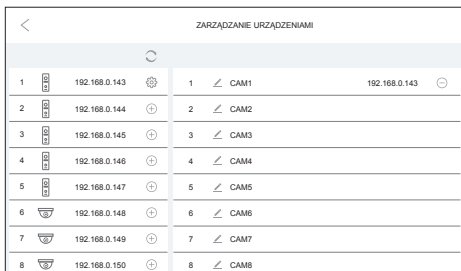 ZARZĄDZANIE URZĄDZENIAMI
1 192.168.0.143 1 CAM1 192.168.0.143
2 192.168.0.144 2 CAM2
3 192.168.0.145 3 CAM3
4 192.168.0.146 4 CAM4
5 192.168.0.147 5 CAM5
6 192.168.0.148 6 CAM6
7 192.168.0.149 7 CAM7
8 192.168.0.150 8 CAM8